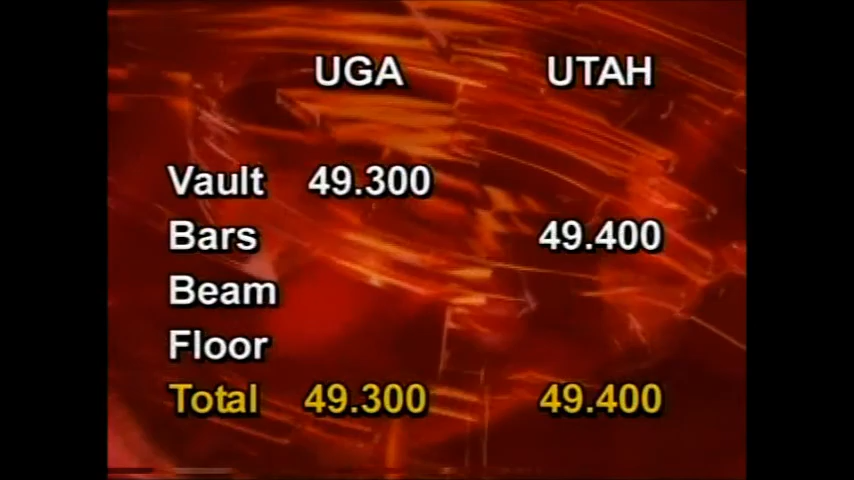 UGA UTAH
Vault 49.300
Bars 49.400
Beam
Floor
Total 49.300 49.400